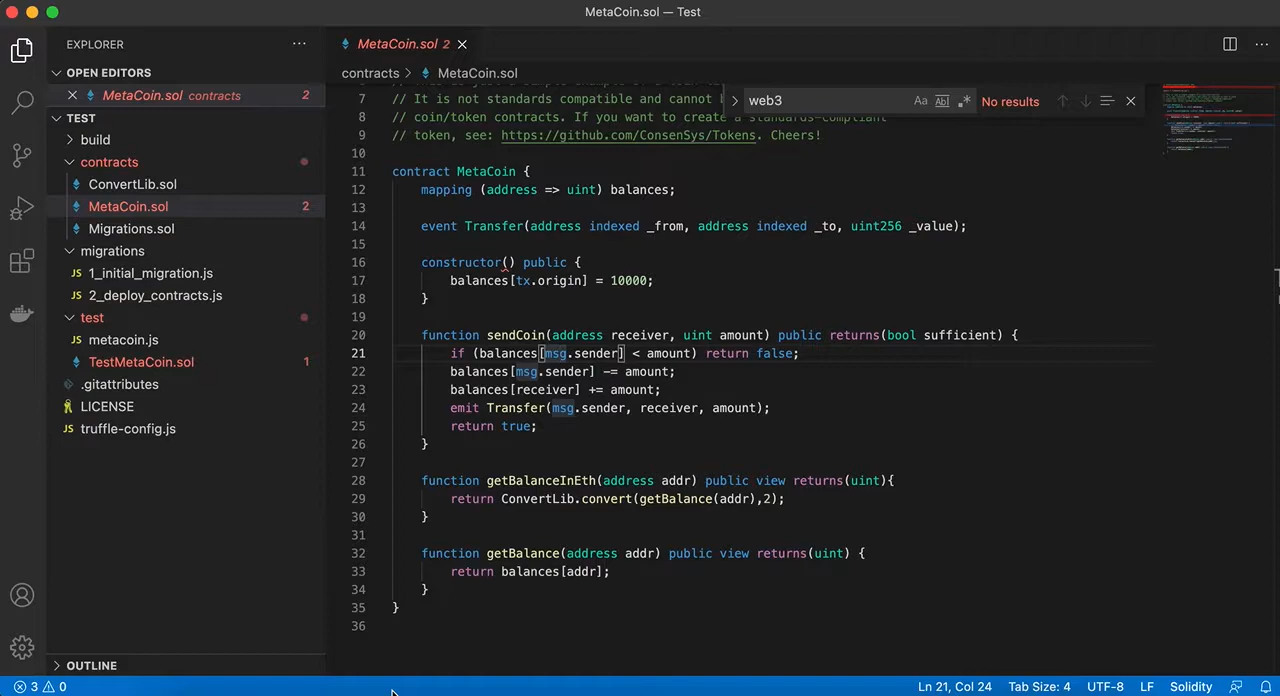 MetaCoin.sol — Test
EXPLORER
OPEN EDITORS
MetaCoin.sol contracts 2
TEST
build
contracts
ConvertLib.sol
MetaCoin.sol 2
Migrations.sol
migrations
JS 1_initial_migration.js
JS 2_deploy_contracts.js
test
JS metacoin.js
TestMetaCoin.sol 1
.gitattributes
LICENSE
JS truffle-config.js
OUTLINE
MetaCoin.sol 2
contracts > MetaCoin.sol
web3
Aa Abl .*
No results
7 // It is not standards compatible and cannot b
8 // coin/token contracts. If you want to create a standards-compliant
9 // token, see: https://github.com/ConsenSys/Tokens. Cheers!
10
11 contract MetaCoin {
12 mapping (address => uint) balances;
13
14 event Transfer(address indexed _from, address indexed _to, uint256 _value);
15
16 constructor() public {
17 balances[tx.origin] = 10000;
18 }
19
20 function sendCoin(address receiver, uint amount) public returns(bool sufficient) {
21 if (balances[msg.sender] < amount) return false;
22 balances[msg.sender] -= amount;
23 balances[receiver] += amount;
24 emit Transfer(msg.sender, receiver, amount);
25 return true;
26 }
27
28 function getBalanceInEth(address addr) public view returns(uint){
29 return ConvertLib.convert(getBalance(addr),2);
30 }
31
32 function getBalance(address addr) public view returns(uint) {
33 return balances[addr];
34 }
35 }
36
3 0
Ln 21, Col 24 Tab Size: 4 UTF-8 LF Solidity